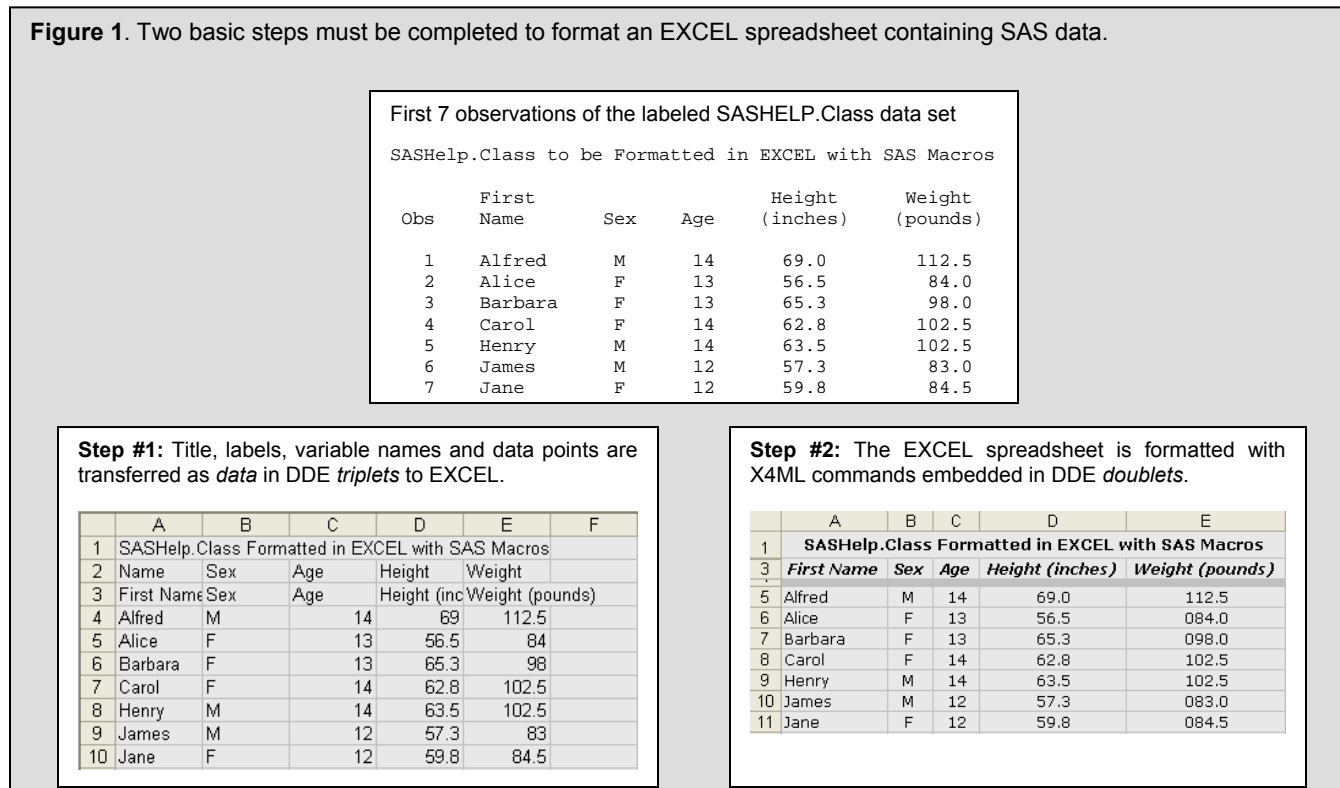 Figure 1. Two basic steps must be completed to format an EXCEL spreadsheet containing SAS data.
First 7 observations of the labeled SASHELP.Class data set
SASHelp.Class to be Formatted in EXCEL with SAS Macros
First Height Weight
Obs Name Sex Age (inches) (pounds)
1 Alfred M 14 69.0 112.5
2 Alice F 13 56.5 84.0
3 Barbara F 13 65.3 98.0
4 Carol F 14 62.8 102.5
5 Henry M 14 63.5 102.5
6 James M 12 57.3 83.0
7 Jane F 12 59.8 84.5
Step #1: Title, labels, variable names and data points are
transferred as data in DDE triplets to EXCEL.
A B C D E F
1 SASHelp.Class Formatted in EXCEL with SAS Macros
2 Name Sex Age Height Weight
3 First Name Sex Age Height (inc Weight (pounds)
4 Alfred M 14 69 112.5
5 Alice F 13 56.5 84
6 Barbara F 13 65.3 98
7 Carol F 14 62.8 102.5
8 Henry M 14 63.5 102.5
9 James M 12 57.3 83
10 Jane F 12 59.8 84.5
Step #2: The EXCEL spreadsheet is formatted with
X4ML commands embedded in DDE doublets.
A B C D E
1 SASHelp.Class Formatted in EXCEL with SAS Macros
3 First Name Sex Age Height (inches) Weight (pounds)
5 Alfred M 14 69.0 112.5
6 Alice F 13 56.5 084.0
7 Barbara F 13 65.3 098.0
8 Carol F 14 62.8 102.5
9 Henry M 14 63.5 102.5
10 James M 12 57.3 083.0
11 Jane F 12 59.8 084.5